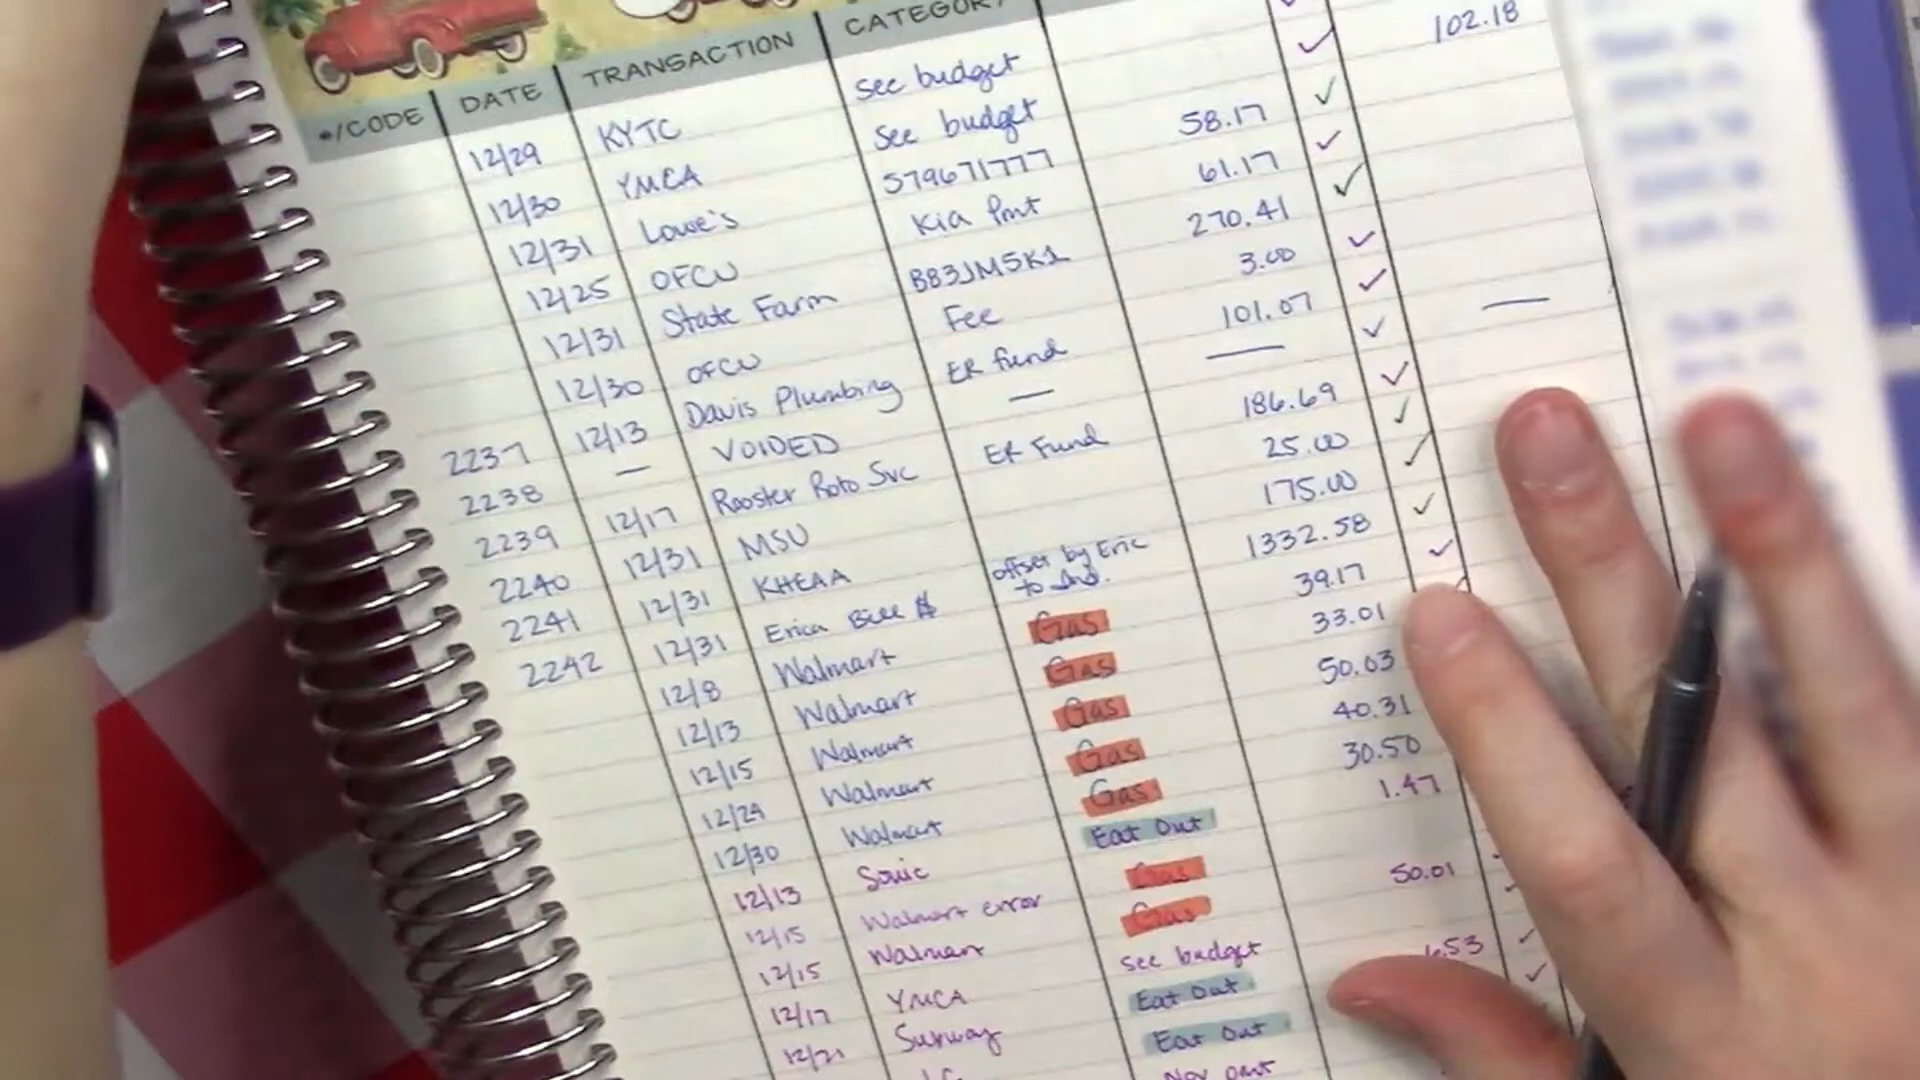 */CODE DATE TRANSACTION CATEGORY
102.18
12/29 KYTC see budget
12/30 YMCA See budget
12/31 Lowe's 579671777 58.17
12/25 OFCU Kia Pmt 61.17
12/31 State Farm B83JM5K1 270.41
12/30 OFCU Fee 3.00
2237 12/13 Davis Plumbing ER fund 101.07
2238 — VOIDED — — —
2239 12/17 Rooster Roto Svc ER Fund 186.69
2240 12/31 MSU 25.00
2241 12/31 KHEAA 175.00
2242 12/31 Erica Bill $ offset by Eric to Ind. 1332.58
12/8 Walmart Gas 39.17
12/13 Walmart Gas 33.01
12/15 Walmart Gas 50.03
12/24 Walmart Gas 40.31
12/30 Walmart Gas 30.50
12/13 Sonic Eat Out 1.47
12/15 Walmart error Gas
12/15 Walmart Gas 50.01
12/17 YMCA see budget
12/21 Subway Eat Out 6.53
Eat Out
Nov pmt